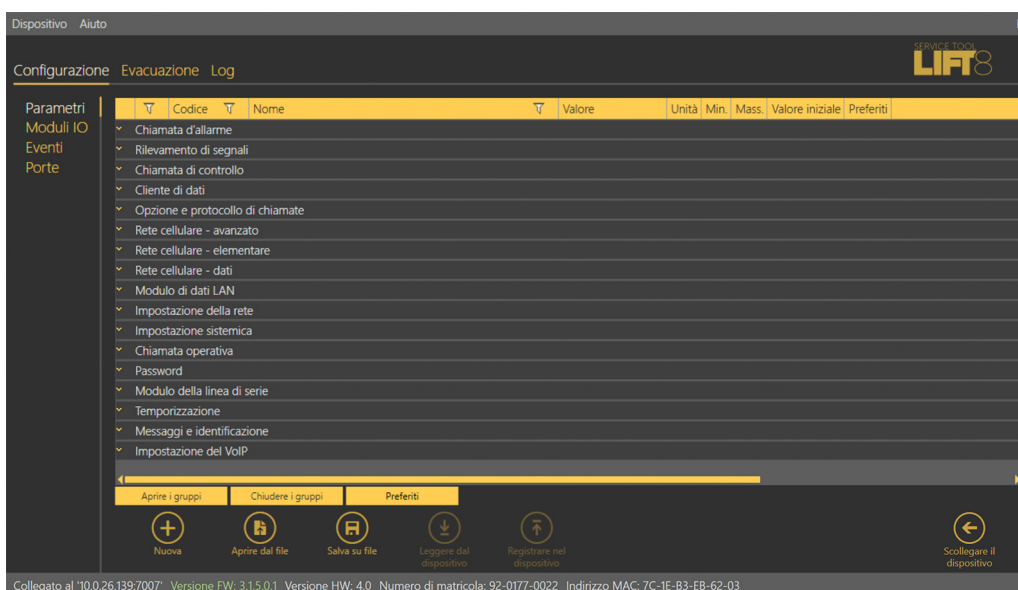 Dispositivo Aiuto
SERVICE TOOL
LIFT8
Configurazione Evacuazione Log
Parametri
Moduli IO
Eventi
Porte
Codice Nome Valore Unità Min. Mass. Valore iniziale Preferiti
Chiamata d'allarme
Rilevamento di segnali
Chiamata di controllo
Cliente di dati
Opzione e protocollo di chiamate
Rete cellulare - avanzato
Rete cellulare - elementare
Rete cellulare - dati
Modulo di dati LAN
Impostazione della rete
Impostazione sistemica
Chiamata operativa
Password
Modulo della linea di serie
Temporizzazione
Messaggi e identificazione
Impostazione del VoIP
Aprire i gruppi Chiudere i gruppi Preferiti
Nuova Aprire dal file Salva su file Leggere dal dispositivo Registrare nel dispositivo Scollegare il dispositivo
Collegato al '10.0.26.139:7007' Versione FW: 3.1.5.0.1 Versione HW: 4.0 Numero di matricola: 92-0177-0022 Indirizzo MAC: 7C-1E-B3-EB-62-03